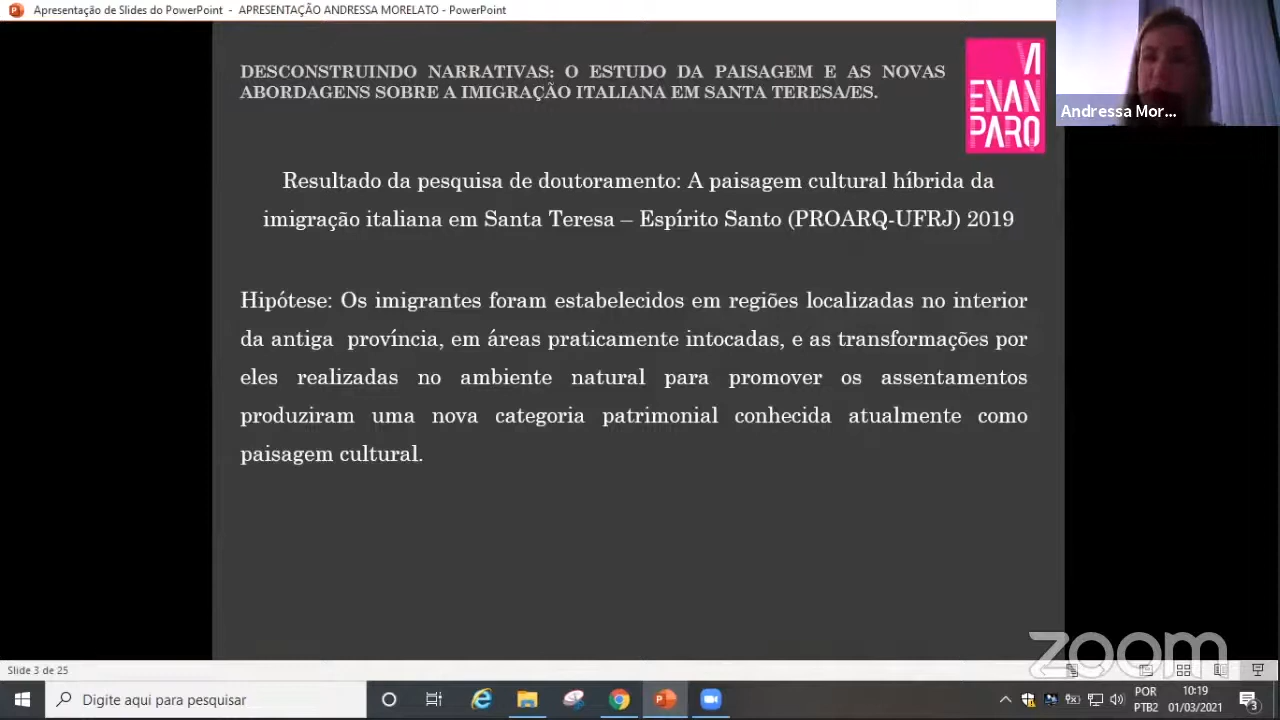 Apresentação de Slides do PowerPoint - APRESENTAÇÃO ANDRESSA MORELATO - PowerPoint
DESCONSTRUINDO NARRATIVAS: O ESTUDO DA PAISAGEM E AS NOVAS
ABORDAGENS SOBRE A IMIGRAÇÃO ITALIANA EM SANTA TERESA/ES.
VI
ENAN
PARQ
Andressa Mor...
Resultado da pesquisa de doutoramento: A paisagem cultural híbrida da
imigração italiana em Santa Teresa – Espírito Santo (PROARQ-UFRJ) 2019
Hipótese: Os imigrantes foram estabelecidos em regiões localizadas no interior
da antiga província, em áreas praticamente intocadas, e as transformações por
eles realizadas no ambiente natural para promover os assentamentos
produziram uma nova categoria patrimonial conhecida atualmente como
paisagem cultural.
zoom
Slide 3 de 25
Digite aqui para pesquisar
POR
PTB2
10:19
01/03/2021
3